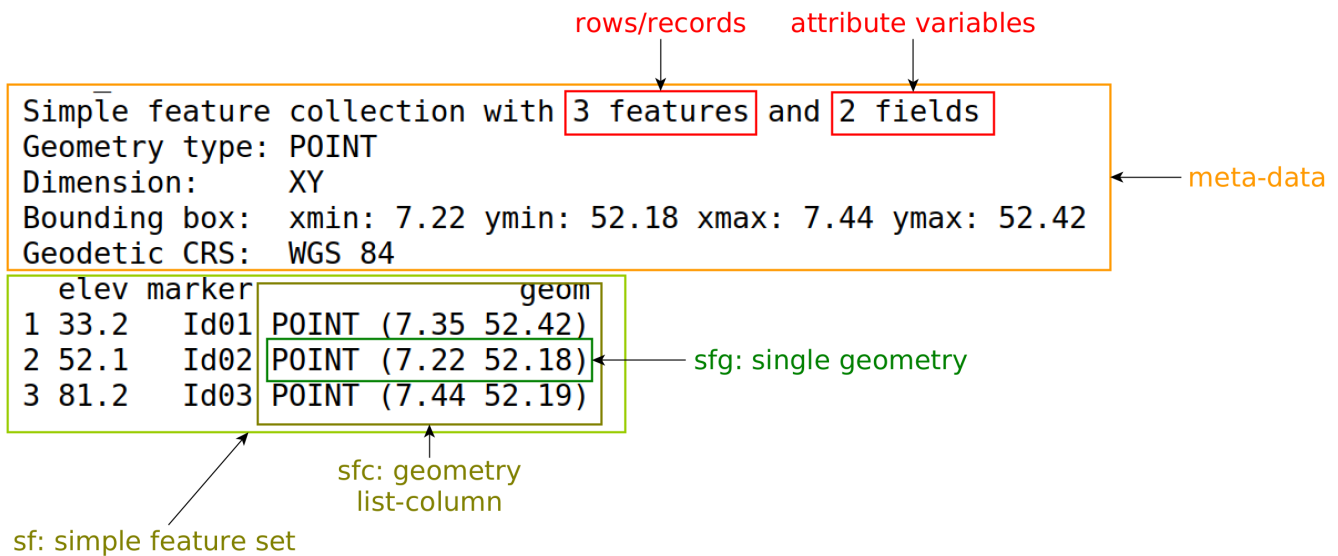 rows/records attribute variables
Simple feature collection with 3 features and 2 fields
Geometry type: POINT
Dimension: XY
meta-data
Bounding box: xmin: 7.22 ymin: 52.18 xmax: 7.44 ymax: 52.42
Geodetic CRS: WGS 84
elev marker geom
1 33.2 Id01 POINT (7.35 52.42)
2 52.1 Id02 POINT (7.22 52.18)
sfg: single geometry
3 81.2 Id03 POINT (7.44 52.19)
sfc: geometry
list-column
sf: simple feature set